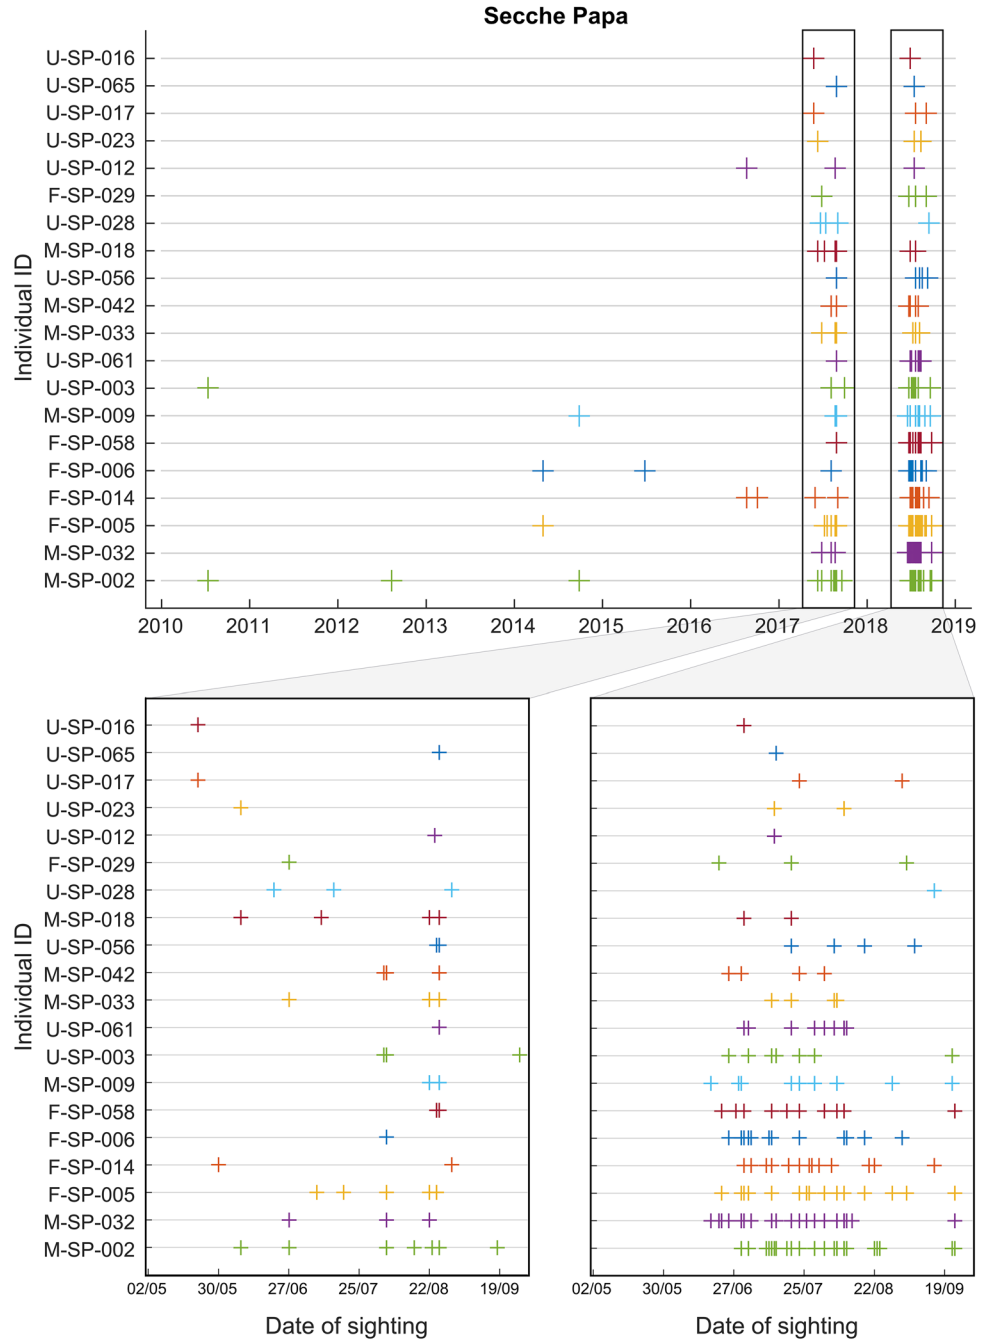 Secche Papa
Individual ID
U-SP-016
U-SP-065
U-SP-017
U-SP-023
U-SP-012
F-SP-029
U-SP-028
M-SP-018
U-SP-056
M-SP-042
M-SP-033
U-SP-061
U-SP-003
M-SP-009
F-SP-058
F-SP-006
F-SP-014
F-SP-005
M-SP-032
M-SP-002
2010 2011 2012 2013 2014 2015 2016 2017 2018 2019
Individual ID
U-SP-016
U-SP-065
U-SP-017
U-SP-023
U-SP-012
F-SP-029
U-SP-028
M-SP-018
U-SP-056
M-SP-042
M-SP-033
U-SP-061
U-SP-003
M-SP-009
F-SP-058
F-SP-006
F-SP-014
F-SP-005
M-SP-032
M-SP-002
02/05 30/05 27/06 25/07 22/08 19/09
Date of sighting
02/05 30/05 27/06 25/07 22/08 19/09
Date of sighting